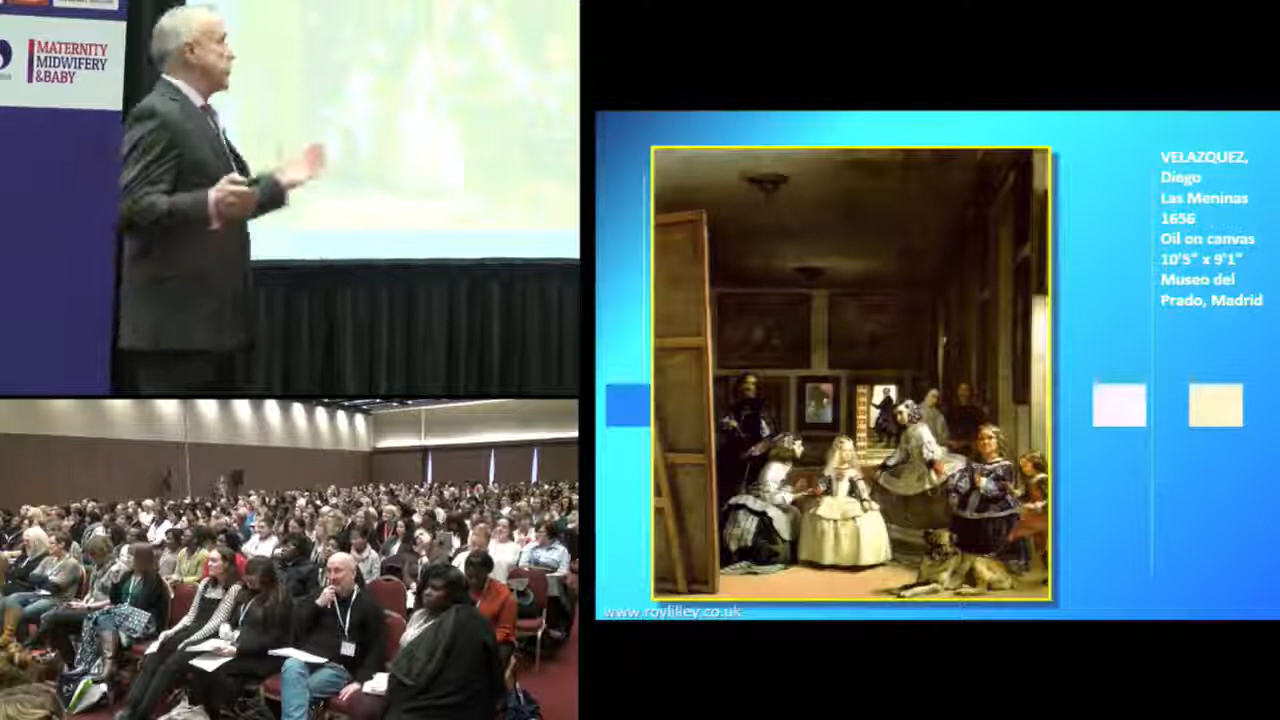 MATERNITY
MIDWIFERY
&BABY
VELAZQUEZ,
Diego
Las Meninas
1656
Oil on canvas
10'5" x 9'1"
Museo del
Prado, Madrid
www.roylilley.co.uk